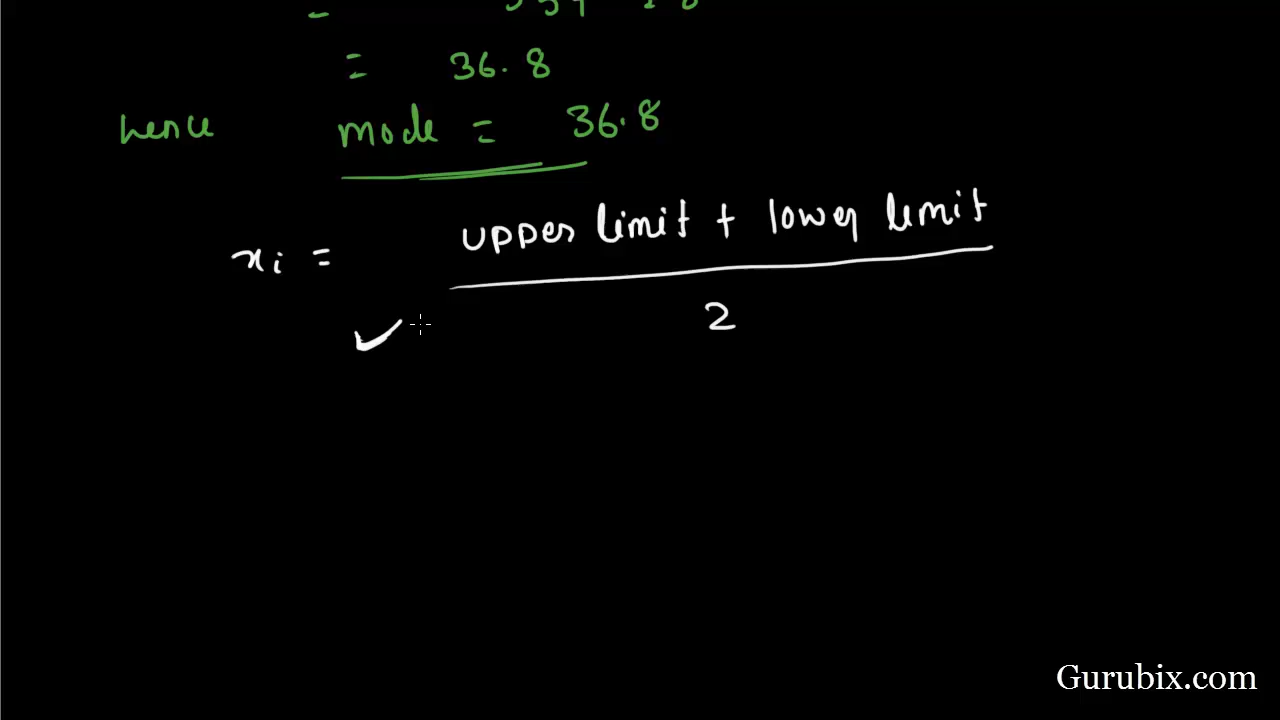 = 36.8
hence mode = 36.8
xi = upper limit + lower limit
2
Gurubix.com